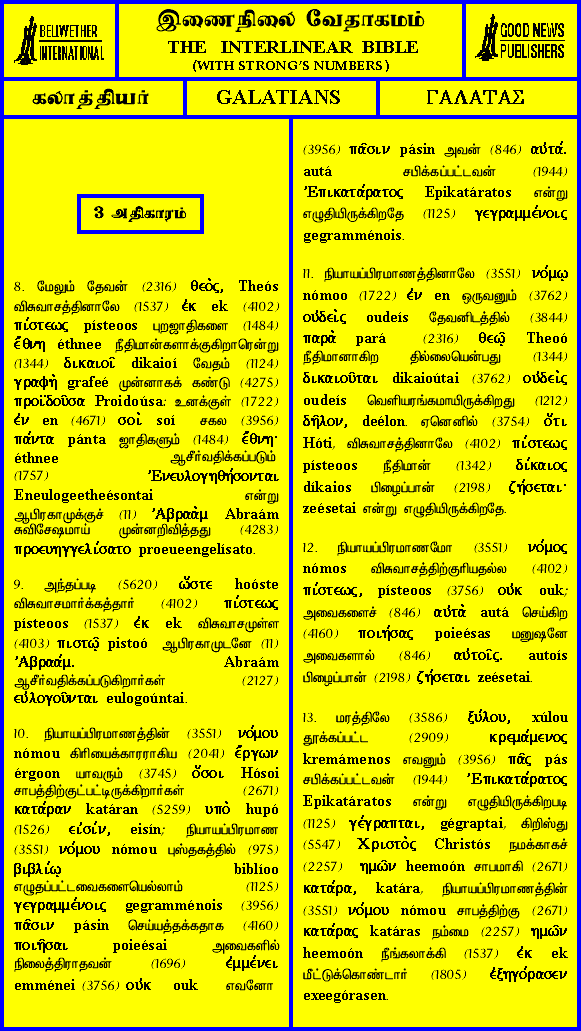 BELLWETHER
INTERNATIONAL
இணைநிலை வேதாகமம்
THE INTERLINEAR BIBLE
(WITH STRONG'S NUMBERS)
GOOD NEWS
PUBLISHERS
கலாத்தியர்
GALATIANS
ΓΑΛΑΤΑΣ
3 அதிகாரம்
8. மேலும் தேவன் (2316) θεὸς, Theós
விசுவாசத்தினாலே (1537) ἐκ ek (4102)
πίστεως písteoos புறஜாதிகளை (1484)
ἔθνη éthnee நீதிமான்களாக்குகிறாரென்று
(1344) δικαιοῖ dikaioí வேதம் (1124)
γραφὴ grafeé முன்னாகக் கண்டு (4275)
προϊδοῦσα Proidoúsa: உனக்குள் (1722)
ἐν en (4671) σοὶ soí சகல (3956)
πάντα pánta ஜாதிகளும் (1484) ἔθνη·
éthnee ஆசீர்வதிக்கப்படும்
(1757) Ἐνευλογηθήσονται
Eneulogeetheésontai என்று
ஆபிரகாமுக்குச் (11) Ἀβραὰμ Abraám
சுவிசேஷமாய் முன்னறிவித்தது (4283)
προευηγγελίσατο proeueengelísato.
9. அந்தப்படி (5620) ὥστε hoóste
விசுவாசமார்க்கத்தார் (4102) πίστεως
písteoos (1537) ἐκ ek விசுவாசமுள்ள
(4103) πιστῷ pistoó ஆபிரகாமுடனே (11)
Ἀβραάμ. Abraám
ஆசீர்வதிக்கப்படுகிறார்கள் (2127)
εὐλογοῦνται eulogoúntai.
10. நியாயப்பிரமாணத்தின் (3551) νόμου
nómou கிரியைக்காரராகிய (2041) ἔργων
érgoon யாவரும் (3745) ὅσοι Hósoi
சாபத்திற்குட்பட்டிருக்கிறார்கள் (2671)
κατάραν katáran (5259) υπὸ hupó
(1526) εἰσίν, eisín; நியாயப்பிரமாண
(3551) νόμου nómou புஸ்தகத்தில் (975)
βιβλίῳ biblíoo
எழுதப்பட்டவைகளையெல்லாம் (1125)
γεγραμμένοις gegramménois (3956)
πᾶσιν pásin செய்யத்தக்கதாக (4160)
ποιῆσαι poieésai அவைகளில்
நிலைத்திராதவன் (1696) ἐμμένει
emménei (3756) οὐκ ouk எவனோ
(3956) πᾶσιν pásin அவன் (846) αὐτά.
autá சபிக்கப்பட்டவன் (1944)
Ἐπικατάρατος Epikatáratos என்று
எழுதியிருக்கிறதே (1125) γεγραμμένοις
gegramménois.
11. நியாயப்பிரமாணத்தினாலே (3551) νόμῳ
nómoo (1722) ἐν en ஒருவனும் (3762)
οὐδεὶς oudeís தேவனிடத்தில் (3844)
παρὰ pará (2316) θεῷ Theoó
நீதிமானாகிற தில்லையென்பது (1344)
δικαιοῦται dikaioútai (3762) οὐδεὶς
oudeís வெளியரங்கமாயிருக்கிறது (1212)
δῆλον, deélon. ஏனெனில் (3754) ὅτι
Hóti, விசுவாசத்தினாலே (4102) πίστεως
písteoos நீதிமான் (1342) δίκαιος
díkaios பிழைப்பான் (2198) ζήσεται·
zeésetai என்று எழுதியிருக்கிறதே.
12. நியாயப்பிரமாணமோ (3551) νόμος
nómos விசுவாசத்திற்குரியதல்ல (4102)
πίστεως, písteoos (3756) οὐκ ouk;
அவைகளைச் (846) αὐτὰ autá செய்கிற
(4160) ποιήσας poieésas மனுஷனே
அவைகளால் (846) αὐτοῖς. autoís
பிழைப்பான் (2198) ζήσεται zeésetai.
13. மரத்திலே (3586) ξύλου, xúlou
தூக்கப்பட்ட (2909) κρεμάμενος
kremámenos எவனும் (3956) πᾶς pás
சபிக்கப்பட்டவன் (1944) Ἐπικατάρατος
Epikatáratos என்று எழுதியிருக்கிறபடி
(1125) γέγραπται, gégraptai, கிறிஸ்து
(5547) Χριστὸς Christós நமக்காகச்
(2257) ημῶν heemoón சாபமாகி (2671)
κατάρα, katára, நியாயப்பிரமாணத்தின்
(3551) νόμου nómou சாபத்திற்கு (2671)
κατάρας katáras நம்மை (2257) ημῶν
heemoón நீங்கலாக்கி (1537) ἐκ ek
மீட்டுக்கொண்டார் (1805) ἐξηγόρασεν
exeegórasen.